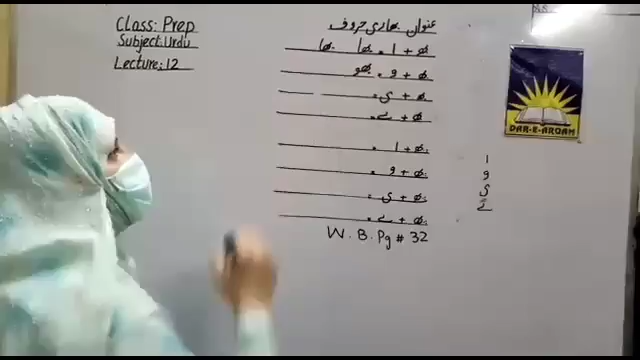 Class: Prep
Subject: Urdu
Lecture: 12
عنوان: بھاری حروف
بھ + ا = بھا بھا
بھ + و = بھو
بھ + ی =
بھ + ے =
ا =
و =
ی =
ے =
W.B. Pg # 32
ا
و
ی
ے
DAR-E-ARQAM